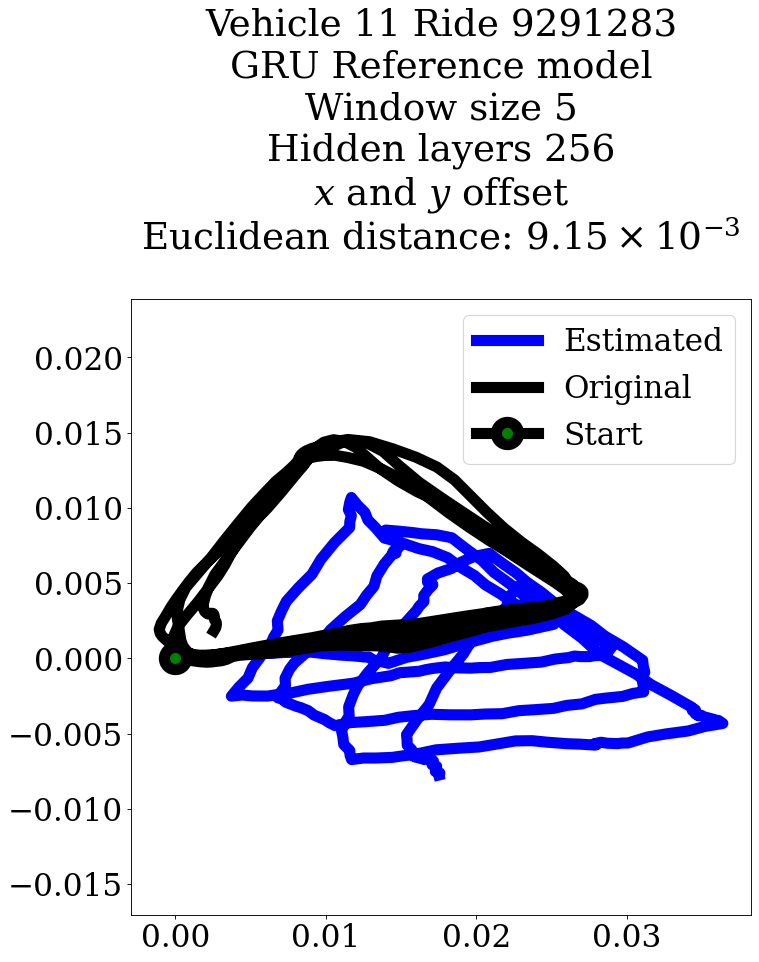 Vehicle 11 Ride 9291283
GRU Reference model
Window size 5
Hidden layers 256
x and y offset
Euclidean distance: 9.15 × 10⁻³
Estimated
Original
Start
0.020
0.015
0.010
0.005
0.000
−0.005
−0.010
−0.015
0.00 0.01 0.02 0.03